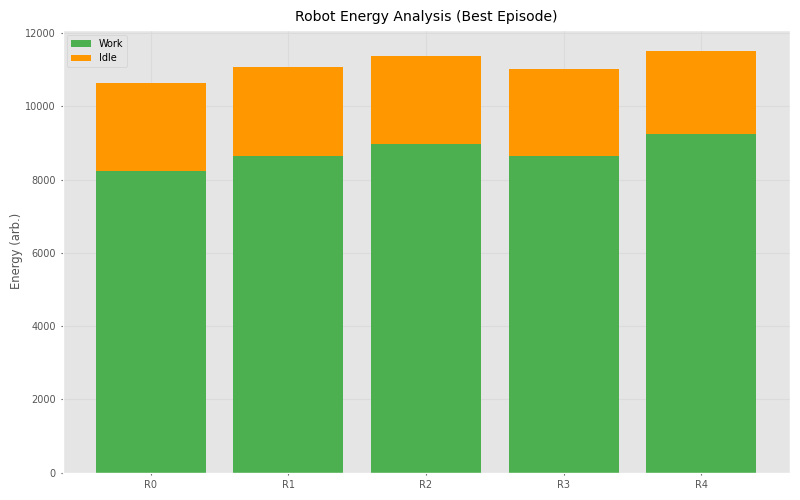 Robot Energy Analysis (Best Episode)
Work
Idle
12000
10000
8000
6000
4000
2000
0
Energy (arb.)
R0 R1 R2 R3 R4